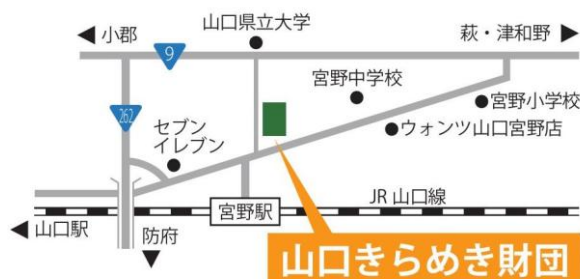 小郡
山口県立大学
萩・津和野
9
宮野中学校
262
宮野小学校
セブン
イレブン
ウォンツ山口宮野店
JR 山口線
宮野駅
山口駅
防府
山口きらめき財団